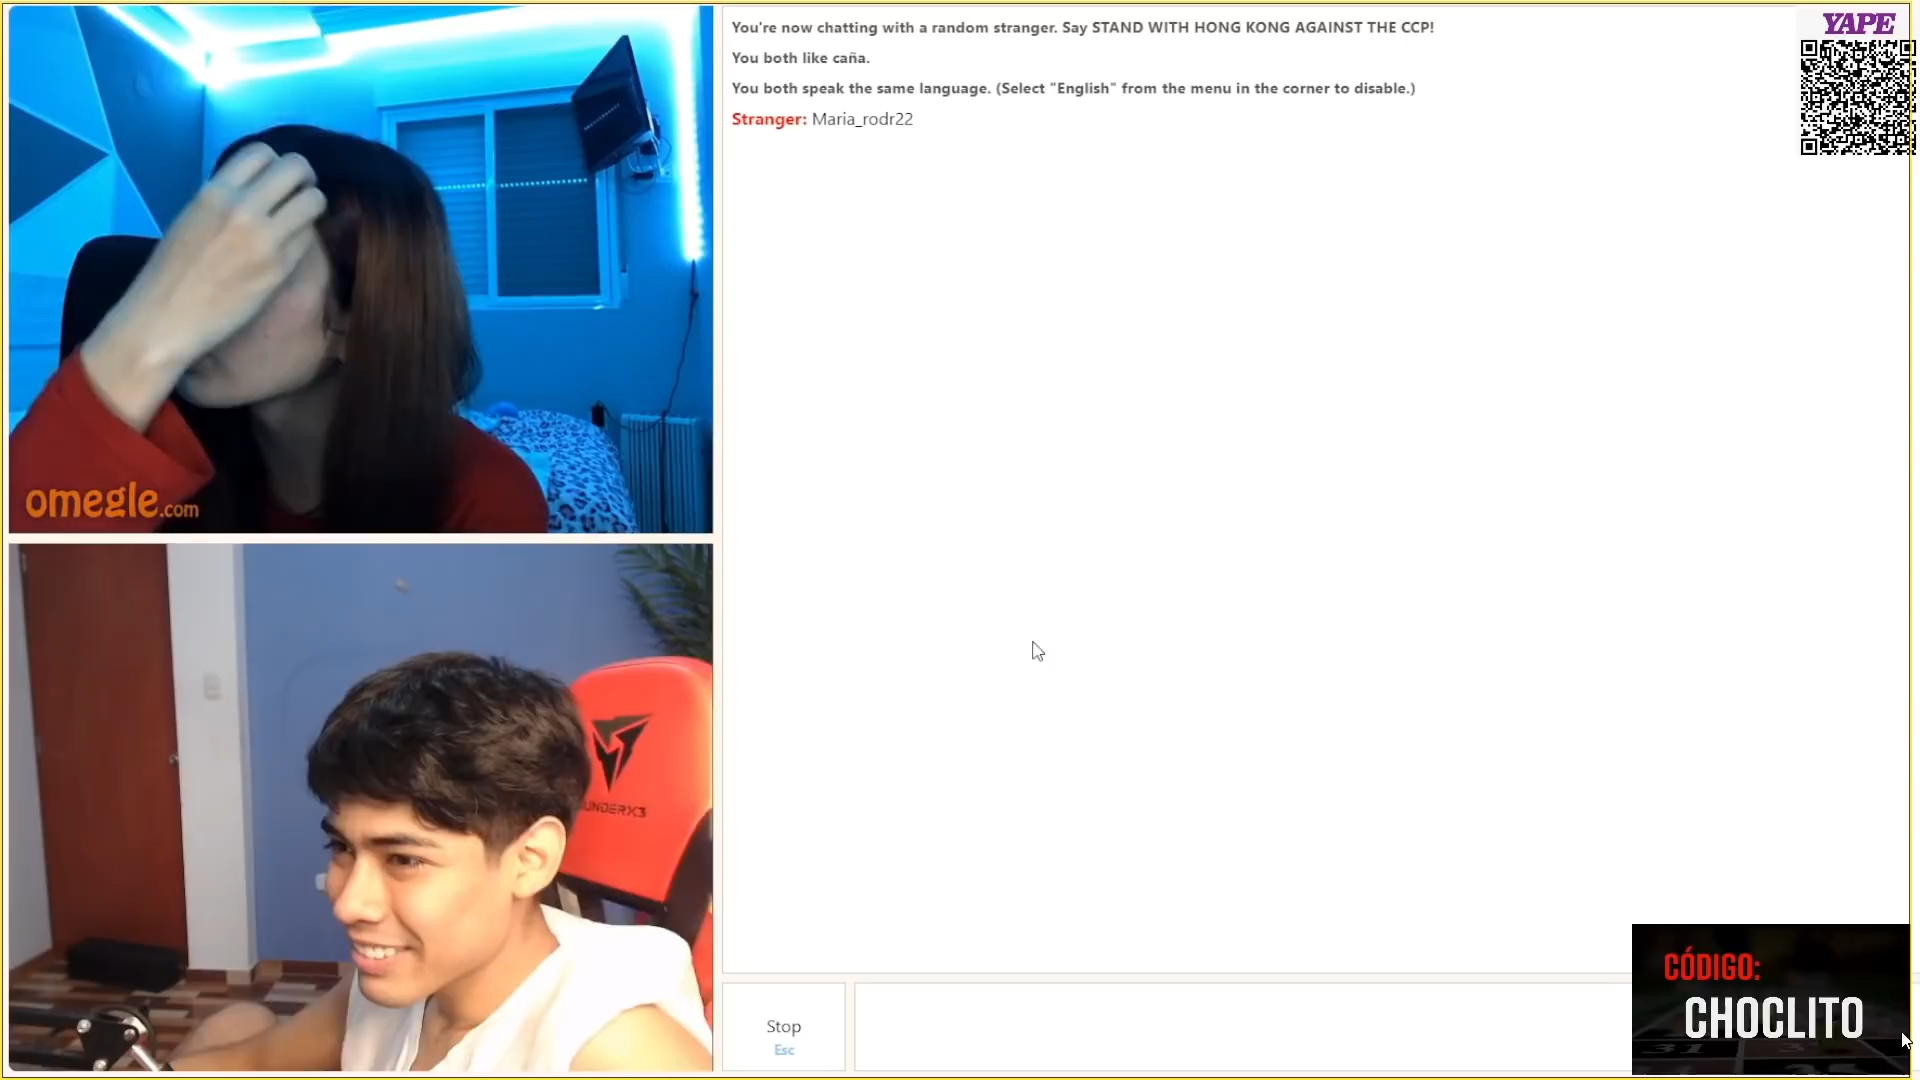 You're now chatting with a random stranger. Say STAND WITH HONG KONG AGAINST THE CCP!
You both like caña.
You both speak the same language. (Select "English" from the menu in the corner to disable.)
Stranger: Maria_rodr22
YAPE
omegle.com
UNDERX3
Stop
Esc
CÓDIGO:
CHOCLITO
31